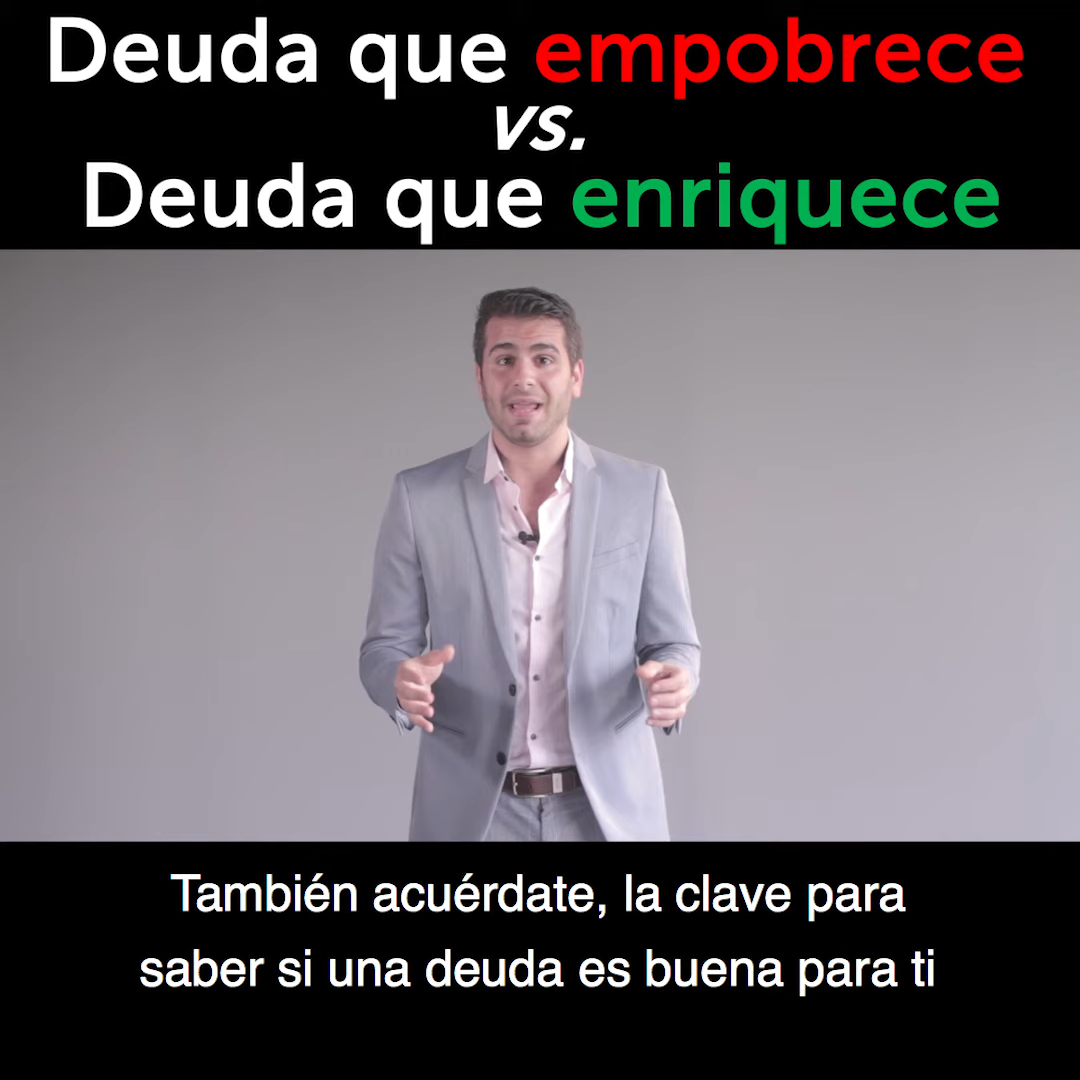 Deuda que empobrece
vs.
Deuda que enriquece
También acuérdate, la clave para
saber si una deuda es buena para ti